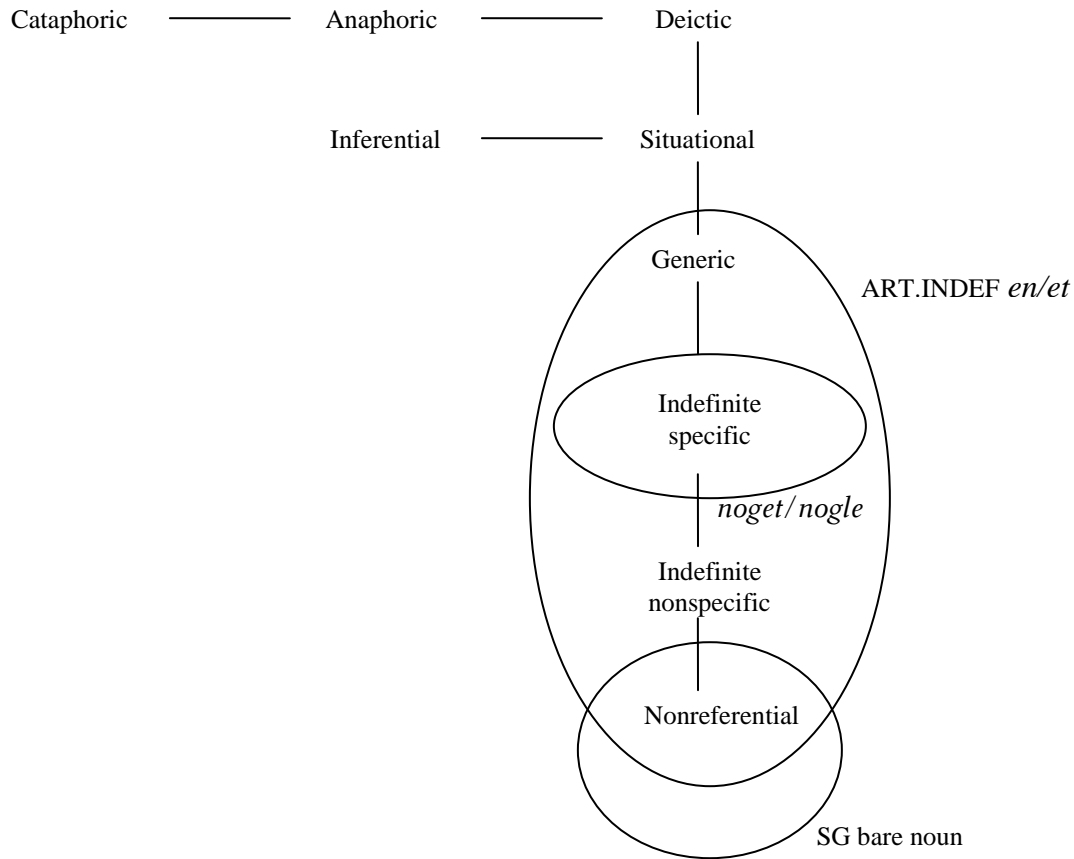 Cataphoric Anaphoric Deictic
Inferential Situational
Generic
ART.INDEF en/et
Indefinite
specific
noget/nogle
Indefinite
nonspecific
Nonreferential
SG bare noun